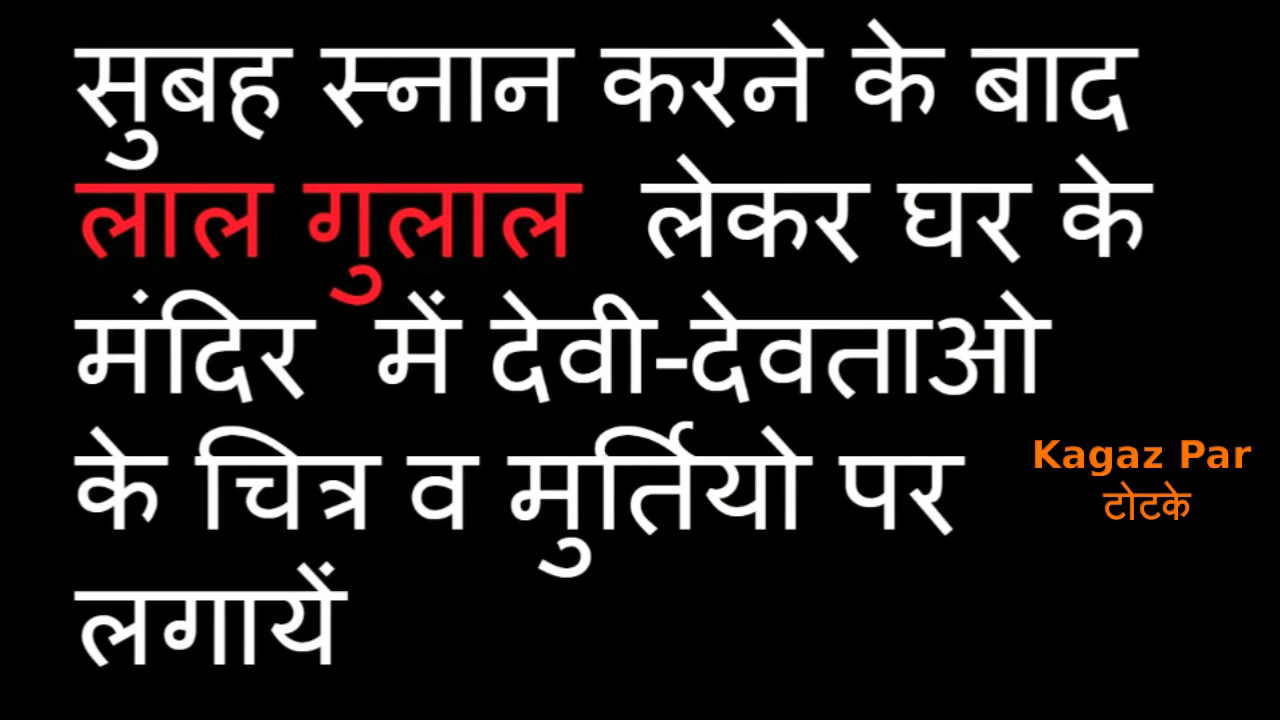 सुबह स्नान करने के बाद
लाल गुलाल लेकर घर के
मंदिर में देवी-देवताओ
के चित्र व मुर्तियो पर
लगायें
Kagaz Par
टोटके